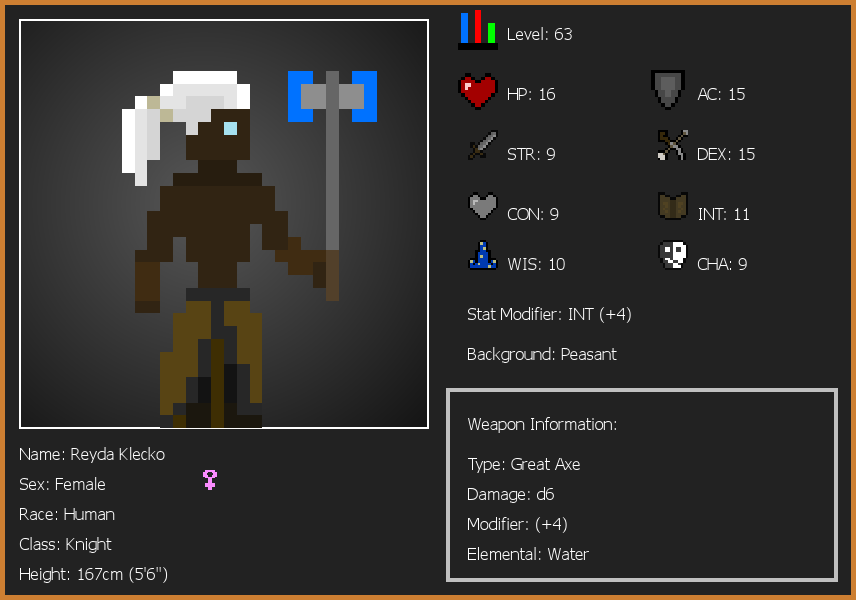 Level: 63
HP: 16
AC: 15
STR: 9
DEX: 15
CON: 9
INT: 11
WIS: 10
CHA: 9
Stat Modifier: INT (+4)
Background: Peasant
Weapon Information:
Type: Great Axe
Damage: d6
Modifier: (+4)
Elemental: Water
Name: Reyda Klecko
Sex: Female
Race: Human
Class: Knight
Height: 167cm (5'6")